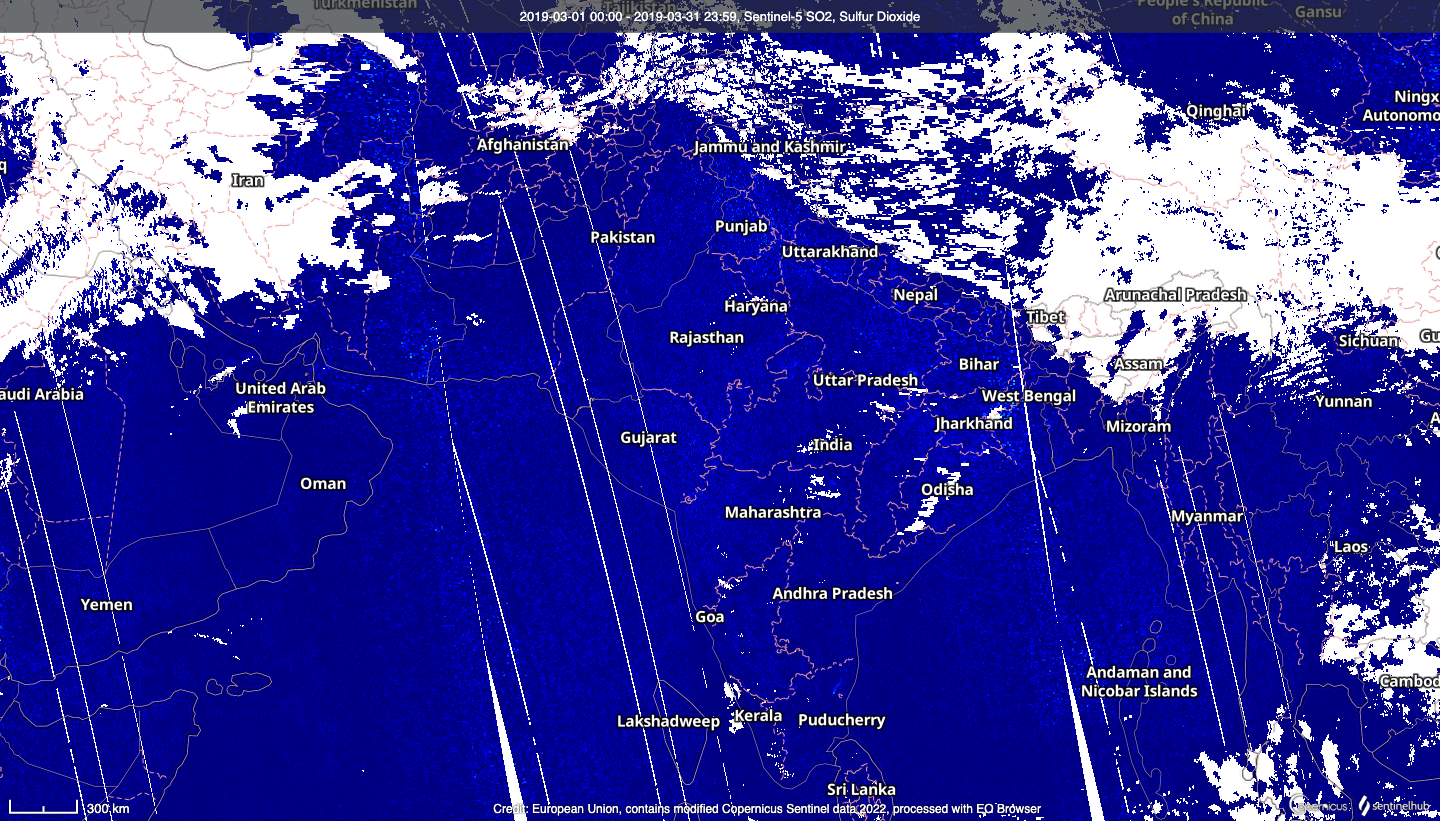 Turkmenistan
Tajikistan
People's Republic
of China
Gansu
2019-03-01 00:00 - 2019-03-31 23:59, Sentinel-5 SO2, Sulfur Dioxide
Ningx
Autonomo
Qinghai
Afghanistan
Jammu and Kashmir
q
Iran
Punjab
Pakistan
Uttarakhand
Nepal
Arunachal Pradesh
Haryana
Tibet
Rajasthan
Sichuan
Gu
Bihar
Assam
Uttar Pradesh
audi Arabia
United Arab
Emirates
West Bengal
Yunnan
Jharkhand
Mizoram
Gujarat
India
Oman
Odisha
Maharashtra
Myanmar
Laos
Andhra Pradesh
Yemen
Goa
Andaman and
Nicobar Islands
Cambod
Lakshadweep
Kerala
Puducherry
Sri Lanka
300 km
Credit: European Union, contains modified Copernicus Sentinel data 2022, processed with EO Browser
opernicus
sentinelhub